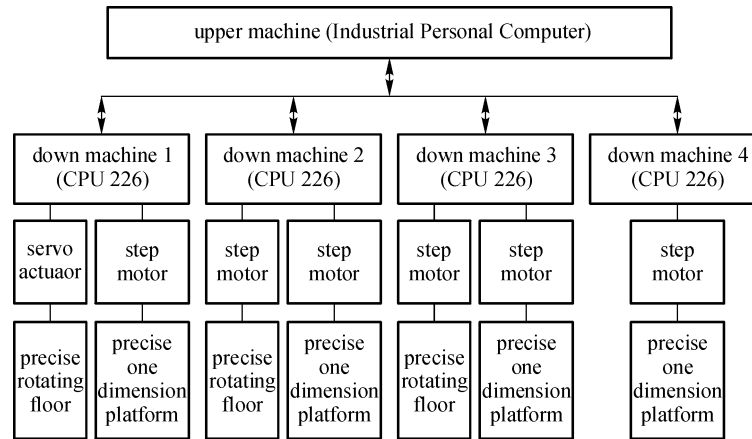 upper machine (Industrial Personal Computer)
down machine 1
(CPU 226)
down machine 2
(CPU 226)
down machine 3
(CPU 226)
down machine 4
(CPU 226)
servo
actuaor
step
motor
step
motor
step
motor
step
motor
step
motor
step
motor
precise
rotating
floor
precise
one
dimension
platform
precise
rotating
floor
precise
one
dimension
platform
precise
rotating
floor
precise
one
dimension
platform
precise
one
dimension
platform